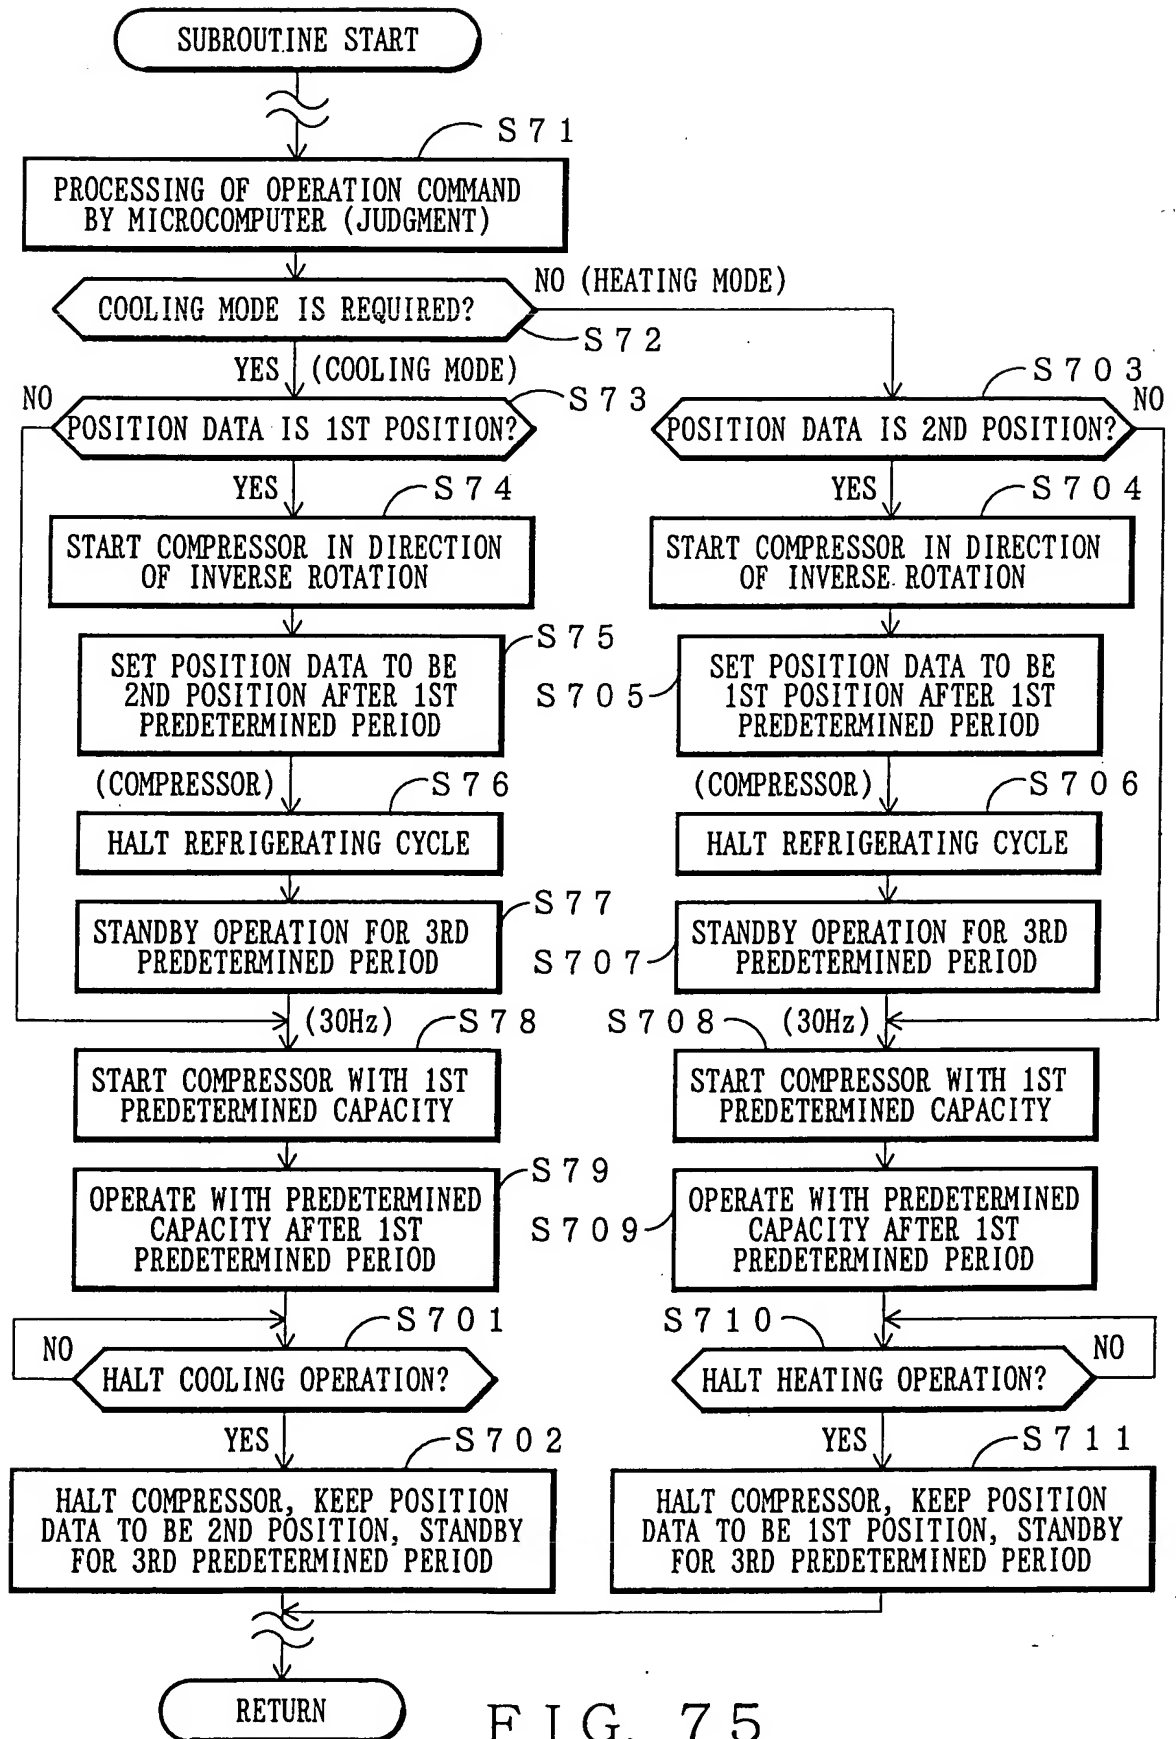 SUBROUTINE START
S71
PROCESSING OF OPERATION COMMAND
BY MICROCOMPUTER (JUDGMENT)
NO (HEATING MODE)
COOLING MODE IS REQUIRED?
S72
YES (COOLING MODE)
NO
S73
POSITION DATA IS 1ST POSITION?
YES
S74
START COMPRESSOR IN DIRECTION
OF INVERSE ROTATION
S75
SET POSITION DATA TO BE
2ND POSITION AFTER 1ST
PREDETERMINED PERIOD
(COMPRESSOR)
S76
HALT REFRIGERATING CYCLE
S77
STANDBY OPERATION FOR 3RD
PREDETERMINED PERIOD
(30Hz)
S78
START COMPRESSOR WITH 1ST
PREDETERMINED CAPACITY
S79
OPERATE WITH PREDETERMINED
CAPACITY AFTER 1ST
PREDETERMINED PERIOD
S701
NO
HALT COOLING OPERATION?
YES
S702
HALT COMPRESSOR, KEEP POSITION
DATA TO BE 2ND POSITION, STANDBY
FOR 3RD PREDETERMINED PERIOD
S703
NO
POSITION DATA IS 2ND POSITION?
YES
S704
START COMPRESSOR IN DIRECTION
OF INVERSE ROTATION
S705
SET POSITION DATA TO BE
1ST POSITION AFTER 1ST
PREDETERMINED PERIOD
(COMPRESSOR)
S706
HALT REFRIGERATING CYCLE
S707
STANDBY OPERATION FOR 3RD
PREDETERMINED PERIOD
S708
(30Hz)
START COMPRESSOR WITH 1ST
PREDETERMINED CAPACITY
S709
OPERATE WITH PREDETERMINED
CAPACITY AFTER 1ST
PREDETERMINED PERIOD
S710
NO
HALT HEATING OPERATION?
YES
S711
HALT COMPRESSOR, KEEP POSITION
DATA TO BE 1ST POSITION, STANDBY
FOR 3RD PREDETERMINED PERIOD
RETURN
FIG. 75